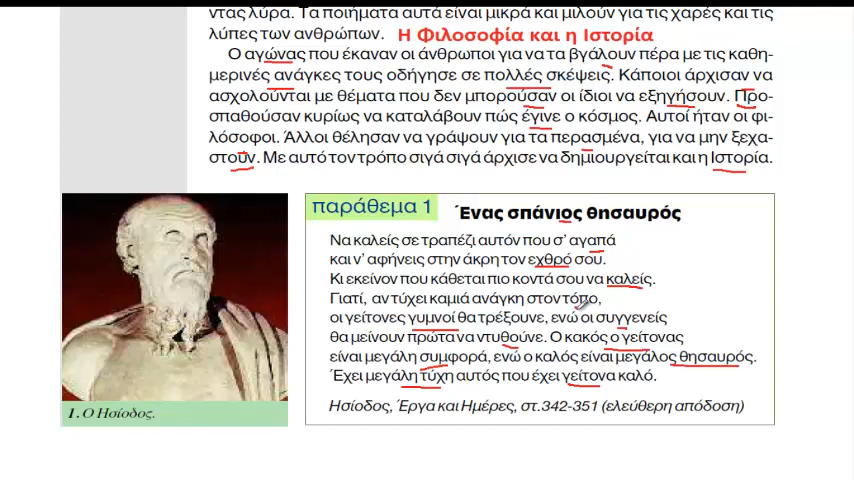 ντας λύρα. Τα ποιήματα αυτά είναι μικρά και μιλούν για τις χαρές και τις
λύπες των ανθρώπων. Η Φιλοσοφία και η Ιστορία
Ο αγώνας που έκαναν οι άνθρωποι για να τα βγάλουν πέρα με τις καθη-
μερινές ανάγκες τους οδήγησε σε πολλές σκέψεις. Κάποιοι άρχισαν να
ασχολούνται με θέματα που δεν μπορούσαν οι ίδιοι να εξηγήσουν. Προ-
σπαθούσαν κυρίως να καταλάβουν πώς έγινε ο κόσμος. Αυτοί ήταν οι φι-
λόσοφοι. Άλλοι θέλησαν να γράψουν για τα περασμένα, για να μην ξεχα-
στούν. Με αυτό τον τρόπο σιγά σιγά άρχισε να δημιουργείται και η Ιστορία.
παράθεμα 1 Ένας σπάνιος θησαυρός
Να καλείς σε τραπέζι αυτόν που σ' αγαπά
και ν' αφήνεις στην άκρη τον εχθρό σου.
Κι εκείνον που κάθεται πιο κοντά σου να καλείς.
Γιατί, αν τύχει καμιά ανάγκη στον τόπο,
οι γείτονες γυμνοί θα τρέξουνε, ενώ οι συγγενείς
θα μείνουν πρώτα να ντυθούνε. Ο κακός ο γείτονας
είναι μεγάλη συμφορά, ενώ ο καλός είναι μεγάλος θησαυρός.
Έχει μεγάλη τύχη αυτός που έχει γείτονα καλό.
Ησίοδος, Έργα και Ημέρες, στ.342-351 (ελεύθερη απόδοση)
1. Ο Ησίοδος.